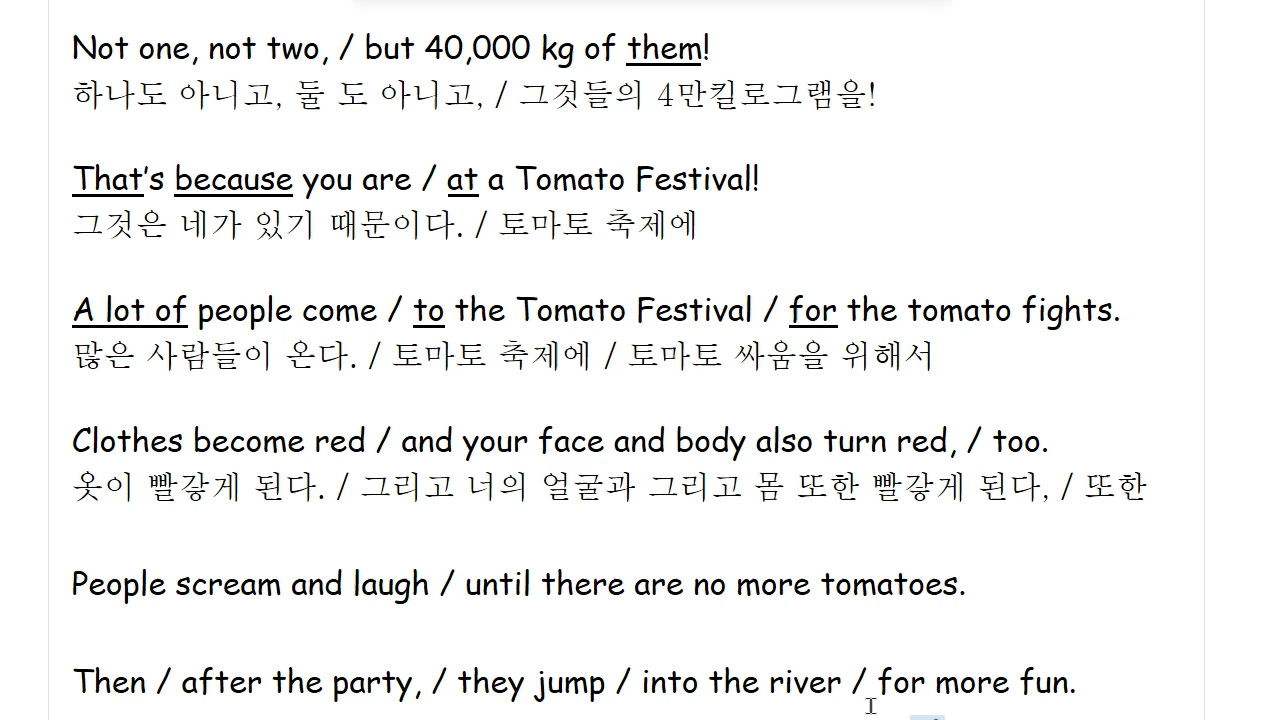 Not one, not two, / but 40,000 kg of them!
하나도 아니고, 둘 도 아니고, / 그것들의 4만킬로그램을!
That's because you are / at a Tomato Festival!
그것은 네가 있기 때문이다. / 토마토 축제에
A lot of people come / to the Tomato Festival / for the tomato fights.
많은 사람들이 온다. / 토마토 축제에 / 토마토 싸움을 위해서
Clothes become red / and your face and body also turn red, / too.
옷이 빨갛게 된다. / 그리고 너의 얼굴과 그리고 몸 또한 빨갛게 된다, / 또한
People scream and laugh / until there are no more tomatoes.
Then / after the party, / they jump / into the river / for more fun.